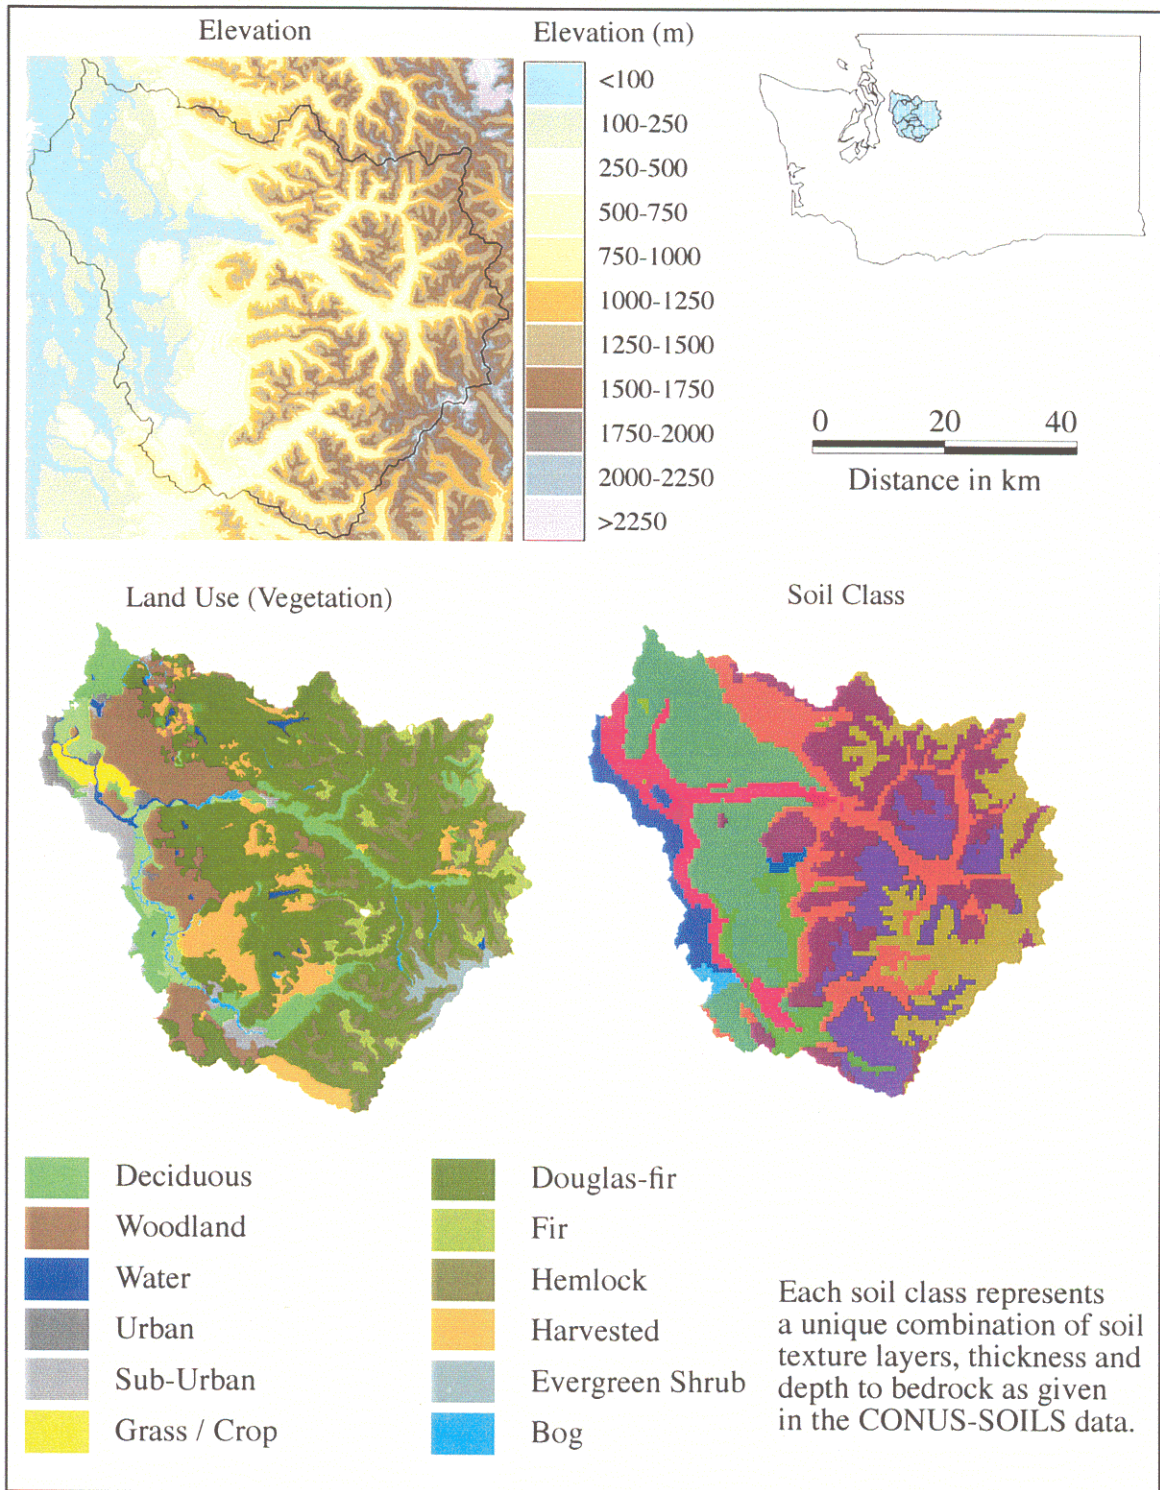 Elevation
Elevation (m)
<100
100-250
250-500
500-750
750-1000
1000-1250
1250-1500
1500-1750
1750-2000
2000-2250
>2250
0 20 40
Distance in km
Land Use (Vegetation)
Soil Class
Deciduous
Woodland
Water
Urban
Sub-Urban
Grass / Crop
Douglas-fir
Fir
Hemlock
Harvested
Evergreen Shrub
Bog
Each soil class represents
a unique combination of soil
texture layers, thickness and
depth to bedrock as given
in the CONUS-SOILS data.